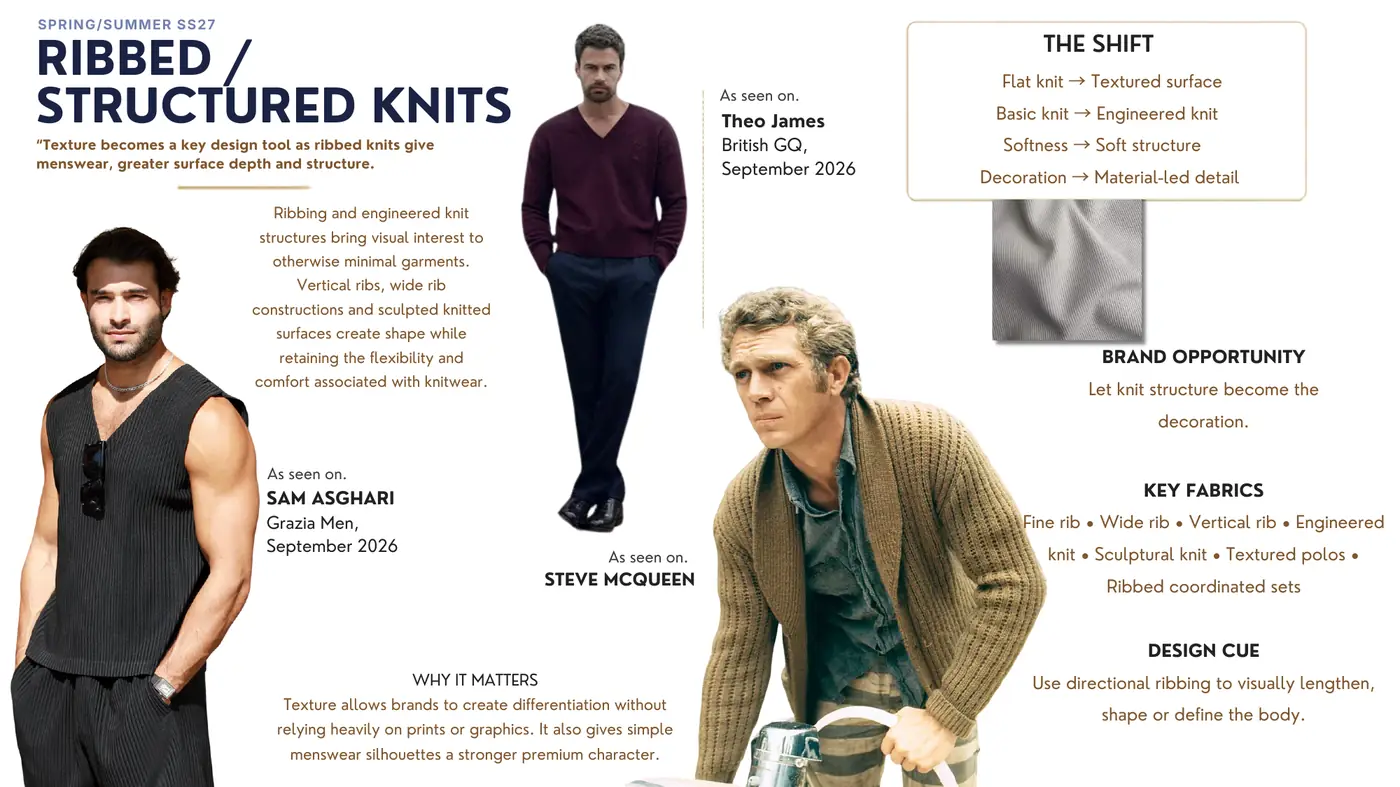 SPRING/SUMMER SS27
RIBBED /
STRUCTURED KNITS
“Texture becomes a key design tool as ribbed knits give
menswear, greater surface depth and structure.
Ribbing and engineered knit
structures bring visual interest to
otherwise minimal garments.
Vertical ribs, wide rib
constructions and sculpted knitted
surfaces create shape while
retaining the flexibility and
comfort associated with knitwear.
As seen on.
SAM ASGHARI
Grazia Men,
September 2026
As seen on.
Theo James
British GQ,
September 2026
As seen on.
STEVE MCQUEEN
WHY IT MATTERS
Texture allows brands to create differentiation without
relying heavily on prints or graphics. It also gives simple
menswear silhouettes a stronger premium character.
THE SHIFT
Flat knit → Textured surface
Basic knit → Engineered knit
Softness → Soft structure
Decoration → Material-led detail
BRAND OPPORTUNITY
Let knit structure become the
decoration.
KEY FABRICS
Fine rib • Wide rib • Vertical rib • Engineered
knit • Sculptural knit • Textured polos •
Ribbed coordinated sets
DESIGN CUE
Use directional ribbing to visually lengthen,
shape or define the body.